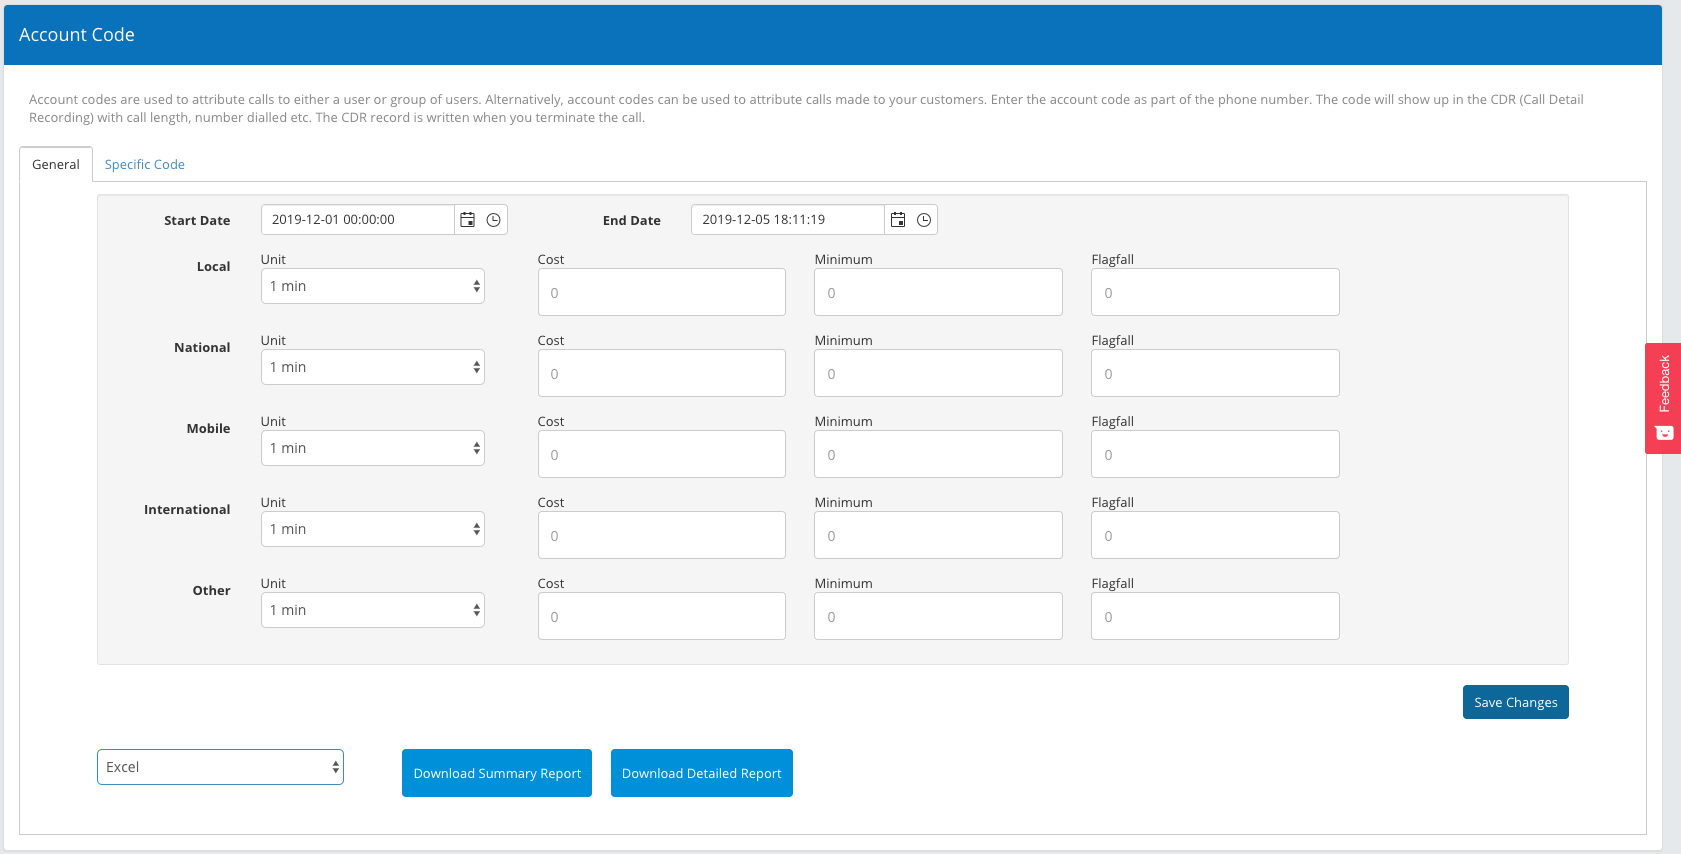 Account Code
Account codes are used to attribute calls to either a user or group of users. Alternatively, account codes can be used to attribute calls made to your customers. Enter the account code as part of the phone number. The code will show up in the CDR (Call Detail
Recording) with call length, number dialled etc. The CDR record is written when you terminate the call.
General Specific Code
Start Date 2019-12-01 00:00:00 End Date 2019-12-05 18:11:19
Local Unit Cost Minimum Flagfall
1 min 0 0 0
National Unit Cost Minimum Flagfall
1 min 0 0 0
Mobile Unit Cost Minimum Flagfall
1 min 0 0 0
International Unit Cost Minimum Flagfall
1 min 0 0 0
Other Unit Cost Minimum Flagfall
1 min 0 0 0
Feedback
Save Changes
Excel Download Summary Report Download Detailed Report